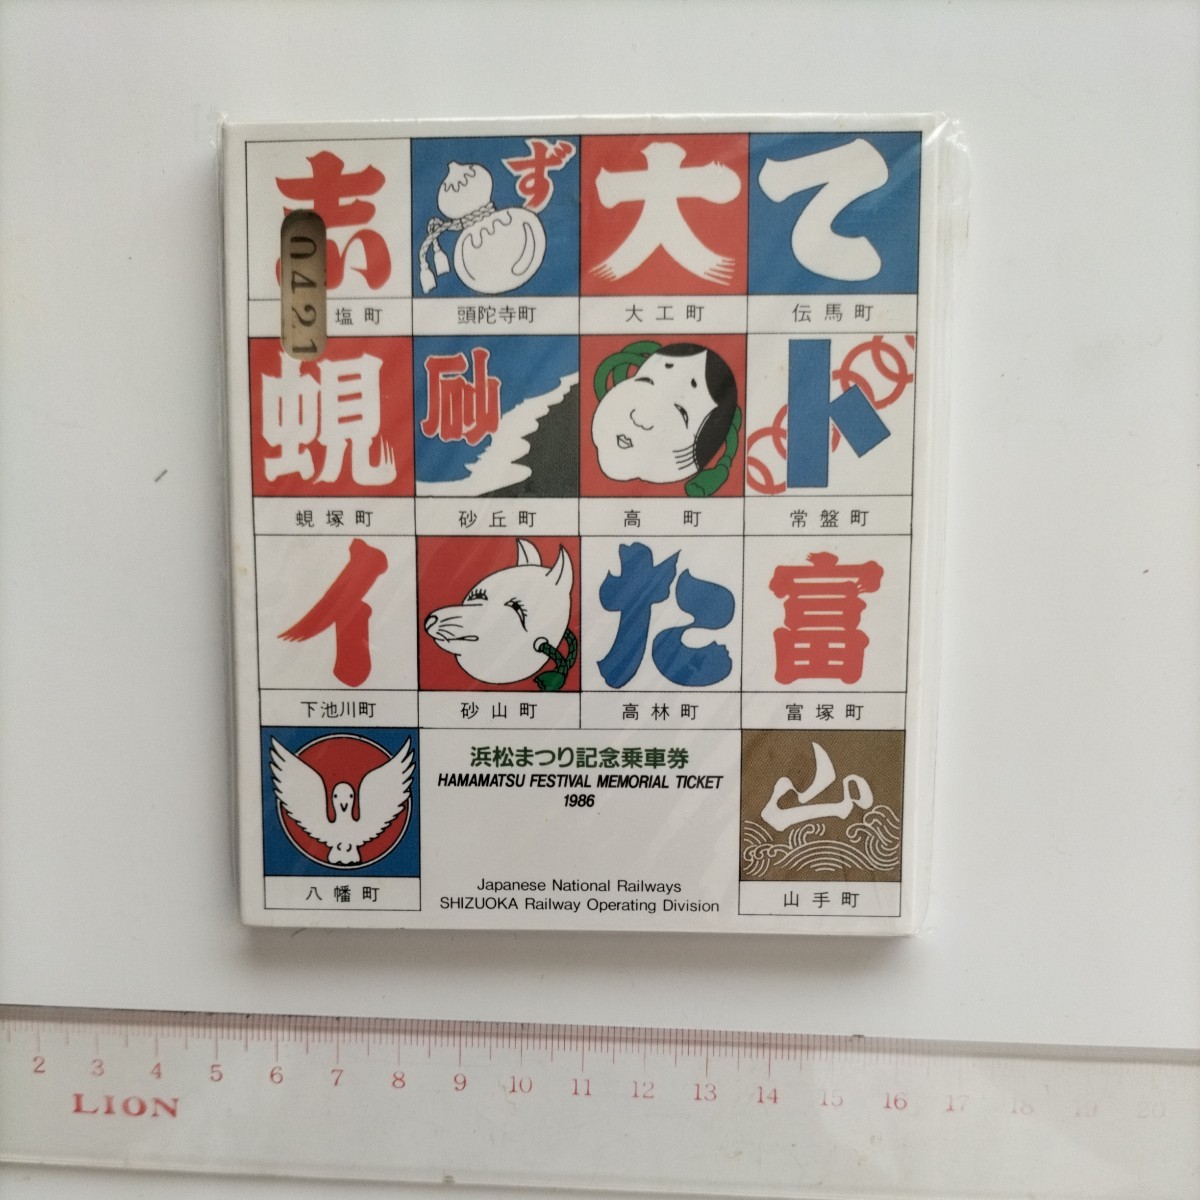 ず 大 て
0421
塩町 頭陀寺町 大工町 伝馬町
蜆 砂 ト
蜆塚町 砂丘町 高町 常盤町
イ た 富
下池川町 砂山町 高林町 富塚町
浜松まつり記念乗車券
HAMAMATSU FESTIVAL MEMORIAL TICKET
1986
山
八幡町
Japanese National Railways
SHIZUOKA Railway Operating Division
山手町
2 3 4 5 6 7 8 9 10 11 12 13 14 15 16 17 18 19 20
LION